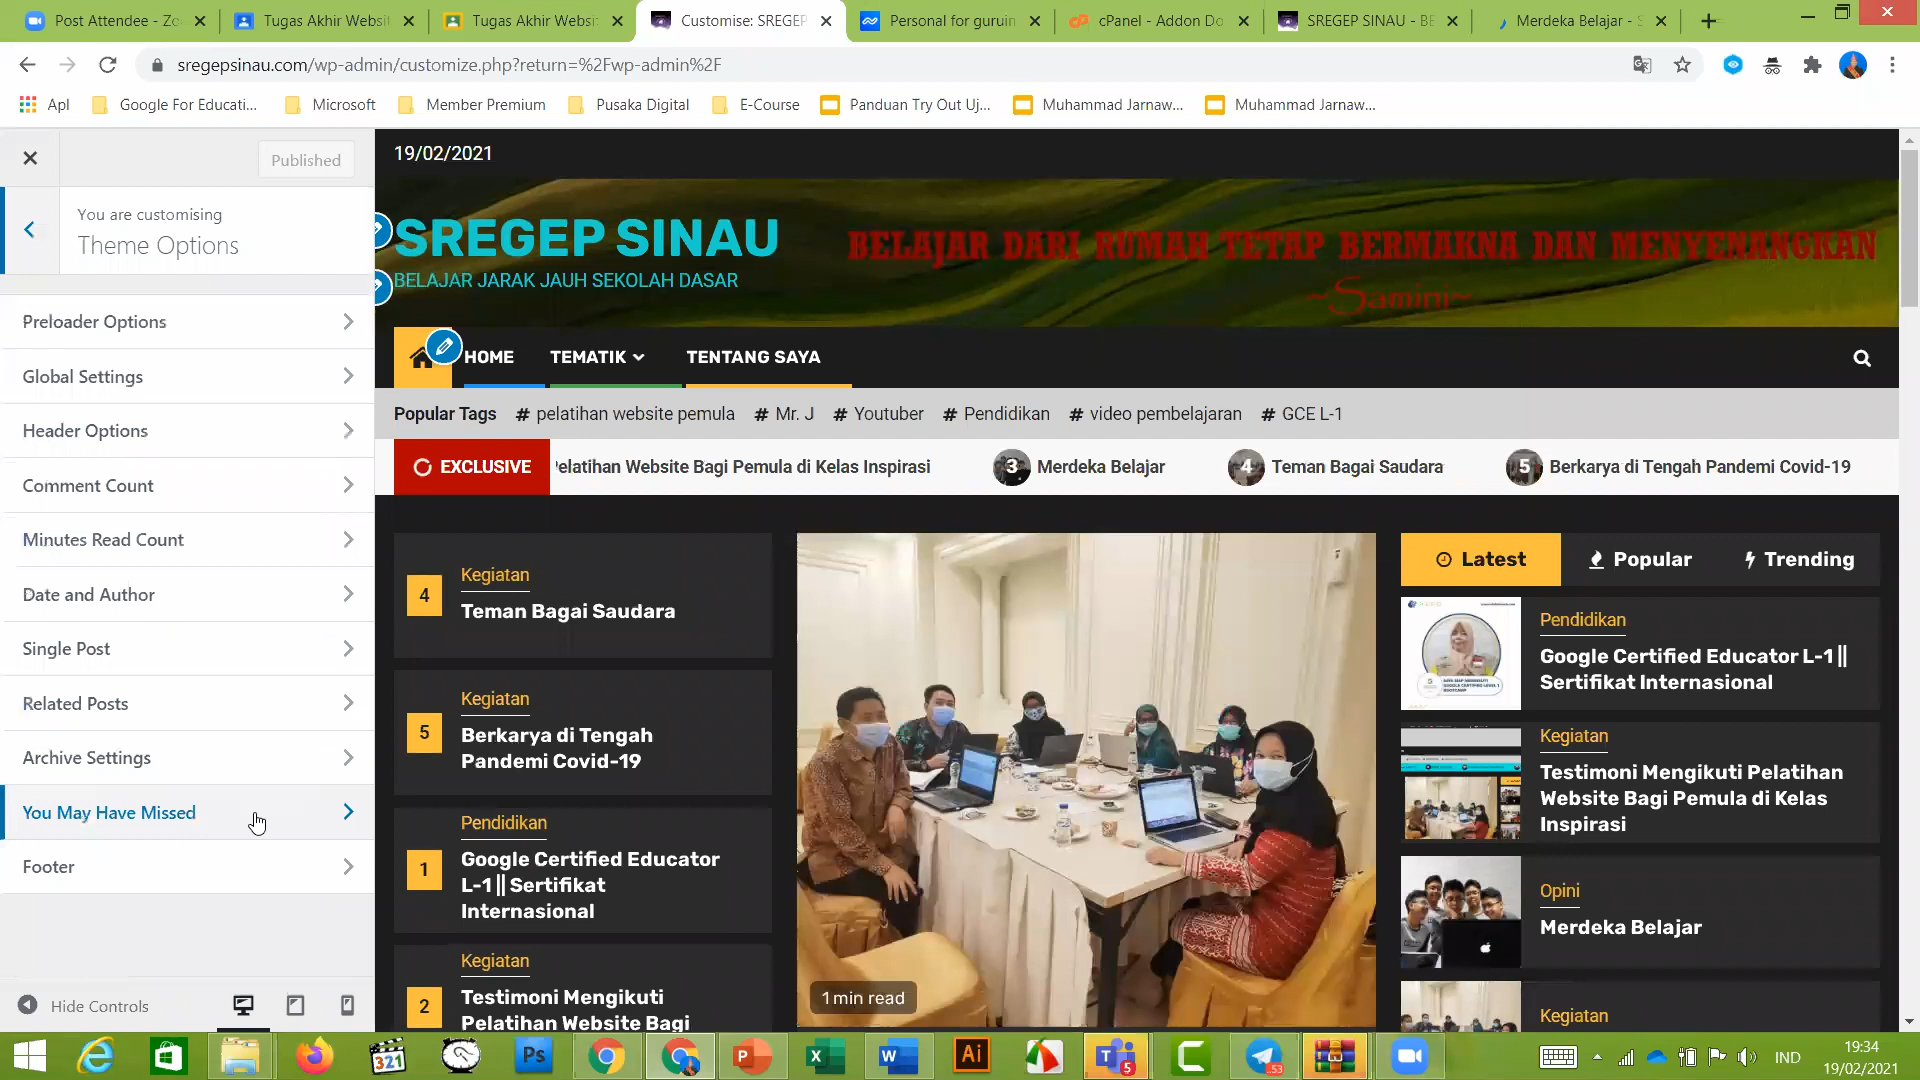 Post Attendee - Zo
Tugas Akhir Websi
Tugas Akhir Websi
Customise: SREGEP
Personal for guruin
cPanel - Addon Do
SREGEP SINAU - BE
Merdeka Belajar - S
sregepsinau.com/wp-admin/customize.php?return=%2Fwp-admin%2F
Apl
Google For Educati...
Microsoft
Member Premium
Pusaka Digital
E-Course
Panduan Try Out Uj...
Muhammad Jarnaw...
Muhammad Jarnaw...
Published
You are customising
Theme Options
Preloader Options
Global Settings
Header Options
Comment Count
Minutes Read Count
Date and Author
Single Post
Related Posts
Archive Settings
You May Have Missed
Footer
Hide Controls
19/02/2021
SREGEP SINAU
BELAJAR JARAK JAUH SEKOLAH DASAR
BELAJAR DARI RUMAH TETAP BERMAKNA DAN MENYENANGKAN
~Samini~
HOME
TEMATIK
TENTANG SAYA
Popular Tags # pelatihan website pemula # Mr. J # Youtuber # Pendidikan # video pembelajaran # GCE L-1
EXCLUSIVE
elatihan Website Bagi Pemula di Kelas Inspirasi
3 Merdeka Belajar
4 Teman Bagai Saudara
5 Berkarya di Tengah Pandemi Covid-19
4
Kegiatan
Teman Bagai Saudara
5
Kegiatan
Berkarya di Tengah
Pandemi Covid-19
1
Pendidikan
Google Certified Educator
L-1 || Sertifikat
Internasional
2
Kegiatan
Testimoni Mengikuti
Pelatihan Website Bagi
1 min read
Latest
Popular
Trending
Pendidikan
Google Certified Educator L-1 ||
Sertifikat Internasional
Kegiatan
Testimoni Mengikuti Pelatihan
Website Bagi Pemula di Kelas
Inspirasi
Opini
Merdeka Belajar
Kegiatan
321
Ps
Ai
5
53
IND
19:34
19/02/2021